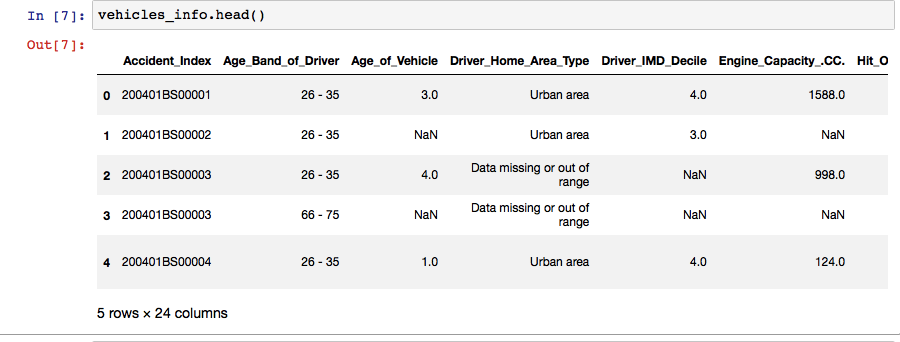 In [7]: vehicles_info.head()
Out[7]:
Accident_Index Age_Band_of_Driver Age_of_Vehicle Driver_Home_Area_Type Driver_IMD_Decile Engine_Capacity_.CC. Hit_O
0 200401BS00001 26 - 35 3.0 Urban area 4.0 1588.0
1 200401BS00002 26 - 35 NaN Urban area 3.0 NaN
2 200401BS00003 26 - 35 4.0 Data missing or out of range NaN 998.0
3 200401BS00003 66 - 75 NaN Data missing or out of range NaN NaN
4 200401BS00004 26 - 35 1.0 Urban area 4.0 124.0
5 rows × 24 columns